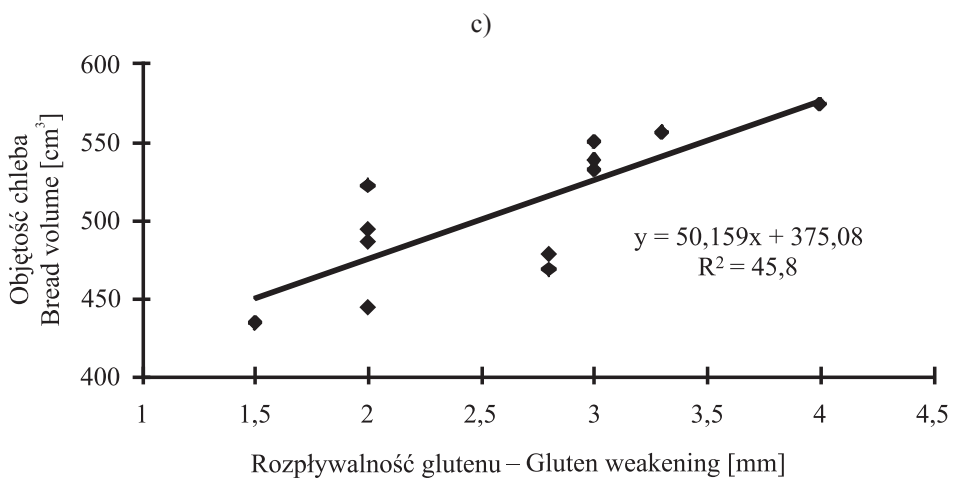 c)
Objętość chleba
Bread volume [cm³]
600
550
500
450
400
y = 50,159x + 375,08
R² = 45,8
1 1,5 2 2,5 3 3,5 4 4,5
Rozpływalność glutenu – Gluten weakening [mm]